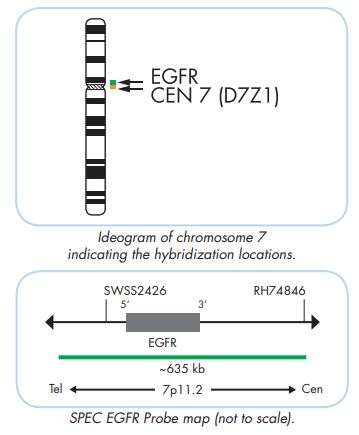 EGFR
CEN 7 (D7Z1)
Ideogram of chromosome 7
indicating the hybridization locations.
SWSS2426 RH74846
5' 3'
EGFR
~635 kb
Tel 7p11.2 Cen
SPEC EGFR Probe map (not to scale).